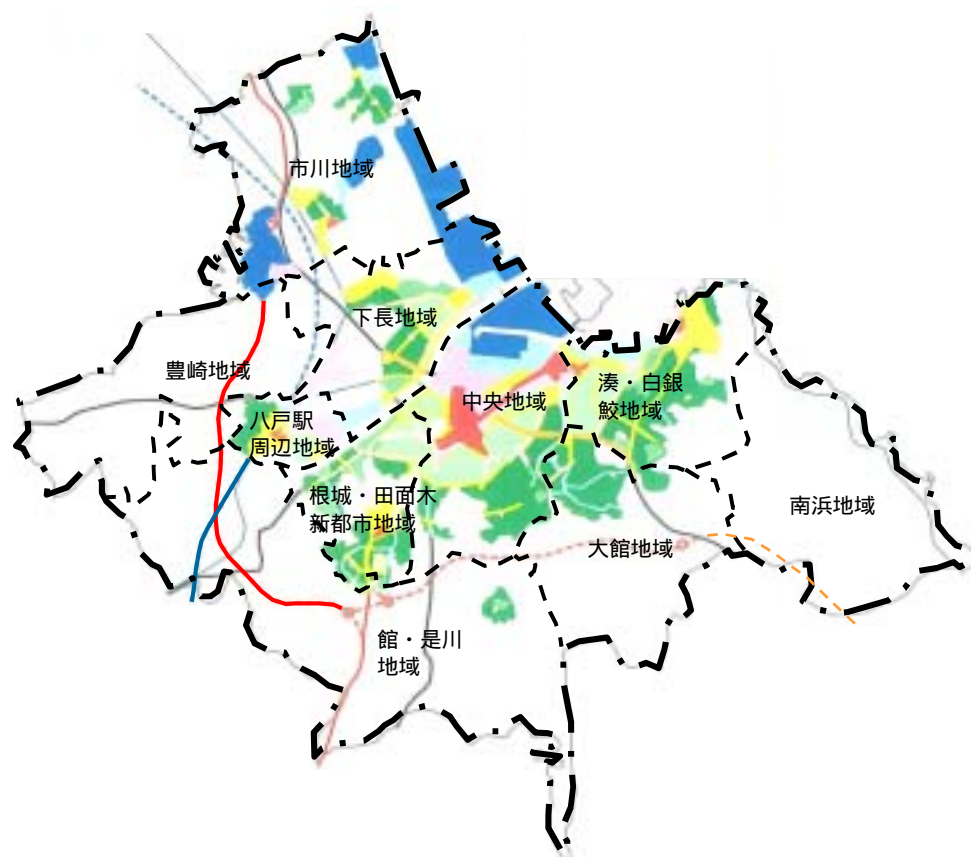 市川地域
下長地域
豊崎地域
湊・白銀
鮫地域
中央地域
八戸駅
周辺地域
根城・田面木
新都市地域
南浜地域
大館地域
館・是川
地域